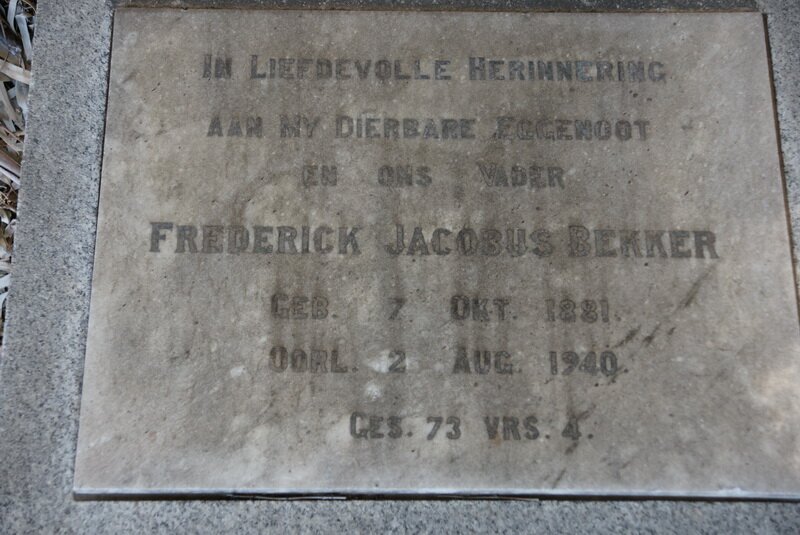 IN LIEFDEVOLLE HERINNERING
AAN MY DIERBARE EGGENOOT
EN ONS VADER
FREDERICK JACOBUS BEKKER
GEB. 7 OKT. 1881.
OORL. 2 AUG. 1940.
GES. 73 VRS. 4.